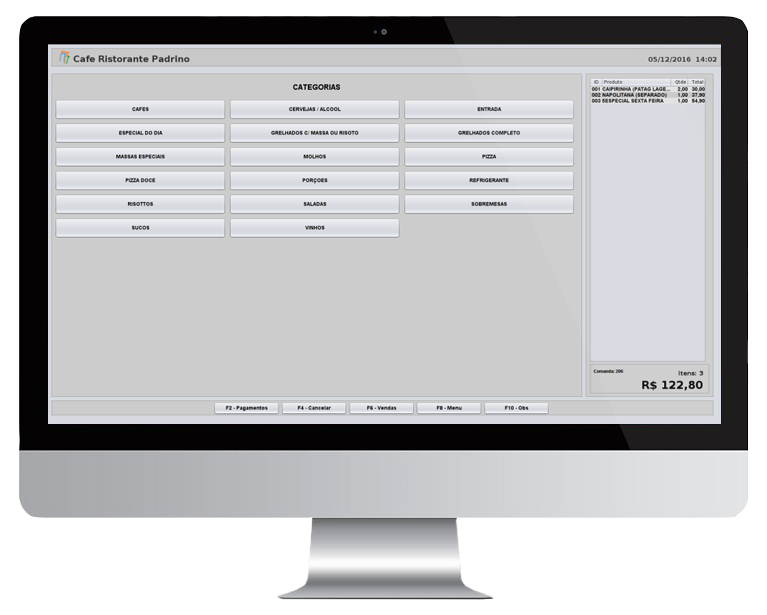 Cafe Ristorante Padrino
05/12/2016 14:02
CATEGORIAS
CAFES
CERVEJAS / ALCOOL
ENTRADA
ESPECIAL DO DIA
GRELHADOS C/ MASSA OU RISOTO
GRELHADOS COMPLETO
MASSAS ESPECIAIS
MOLHOS
PIZZA
PIZZA DOCE
PORÇOES
REFRIGERANTE
RISOTTOS
SALADAS
SOBREMESAS
SUCOS
VINHOS
ID Produto Qtde Total
001 CAIPIRINHA (PATAG LAGE... 2,00 30,00
002 NAPOLITANA (SEPARADO) 1,00 37,90
003 SESPECIAL SEXTA FEIRA 1,00 54,90
Comanda: 206
Itens: 3
R$ 122,80
F2 - Pagamentos
F4 - Cancelar
F6 - Vendas
F8 - Menu
F10 - Obs